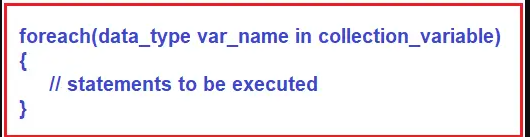 foreach(data_type var_name in collection_variable)
{
// statements to be executed
}